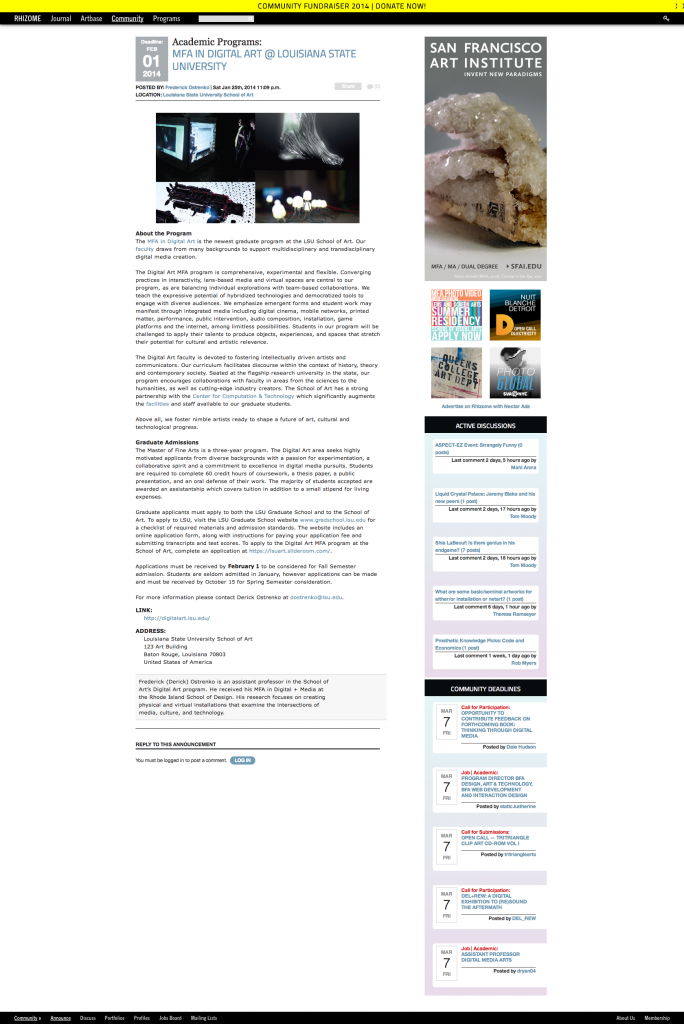 COMMUNITY FUNDRAISER 2014 | DONATE NOW!
RHIZOME Journal Artbase Community Programs
Deadline:
FEB
01
2014
Academic Programs:
MFA IN DIGITAL ART @ LOUISIANA STATE
UNIVERSITY
POSTED BY: Frederick Ostrenko | Sat Jan 25th, 2014 11:09 p.m.
Share
LOCATION: Louisiana State University School of Art
About the Program
The MFA in Digital Art is the newest graduate program at the LSU School of Art. Our
faculty draws from many backgrounds to support multidisciplinary and transdisciplinary
digital media creation.
The Digital Art MFA program is comprehensive, experimental and flexible. Converging
practices in interactivity, lens-based media and virtual spaces are central to our
program, as are balancing individual explorations with team-based collaborations. We
teach the expressive potential of hybridized technologies and democratized tools to
engage with diverse audiences. We emphasize emergent forms and student work may
manifest through integrated media including digital cinema, mobile networks, printed
matter, performance, public intervention, audio composition, installation, game
platforms and the internet, among limitless possibilities. Students in our program will be
challenged to apply their talents to produce objects, experiences, and spaces that stretch
their potential for cultural and artistic relevance.
The Digital Art faculty is devoted to fostering intellectually driven artists and
communicators. Our curriculum facilitates discourse within the context of history, theory
and contemporary society. Seated at the flagship research university in the state, our
program encourages collaborations with faculty in areas from the sciences to the
humanities, as well as cutting-edge industry creators. The School of Art has a strong
partnership with the Center for Computation & Technology which significantly augments
the facilities and staff available to our graduate students.
Above all, we foster nimble artists ready to shape a future of art, cultural and
technological progress.
Graduate Admissions
The Master of Fine Arts is a three-year program. The Digital Art area seeks highly
motivated applicants from diverse backgrounds with a passion for experimentation, a
collaborative spirit and a commitment to excellence in digital media pursuits. Students
are required to complete 60 credit hours of coursework, a thesis paper, a public
presentation, and an oral defense of their work. The majority of students accepted are
awarded an assistantship which covers tuition in addition to a small stipend for living
expenses.
Graduate applicants must apply to both the LSU Graduate School and to the School of
Art. To apply to LSU, visit the LSU Graduate School website www.gradschool.lsu.edu for
a checklist of required materials and admission standards. The website includes an
online application form, along with instructions for paying your application fee and
submitting transcripts and test scores. To apply to the Digital Art MFA program at the
School of Art, complete an application at https://lsuart.slideroom.com/.
Applications must be received by February 1 to be considered for Fall Semester
admission. Students are seldom admitted in January, however applications can be made
and must be received by October 15 for Spring Semester consideration.
For more information please contact Derick Ostrenko at dostrenko@lsu.edu.
LINK:
http://digitalart.lsu.edu/
ADDRESS:
Louisiana State University School of Art
123 Art Building
Baton Rouge, Louisiana 70803
United States of America
Frederick (Derick) Ostrenko is an assistant professor in the School of
Art's Digital Art program. He received his MFA in Digital + Media at
the Rhode Island School of Design. His research focuses on creating
physical and virtual installations that examine the intersections of
media, culture, and technology.
REPLY TO THIS ANNOUNCEMENT
You must be logged in to post a comment. LOG IN
SAN FRANCISCO
ART INSTITUTE
INVENT NEW PARADIGMS
MFA / MA / DUAL DEGREE SFAI.EDU
MFA PHOTO VIDEO
SUMMER
RESIDENCY
APPLY NOW
NUIT
BLANCHE
DETROIT
D OPEN CALL
ELECTRICITY
QUEENS
COLLEGE
ART DEPT
PHOTO
GLOBAL
SVA@NYC
Advertise on Rhizome with Nectar Ads
ACTIVE DISCUSSIONS
ASPECT-EZ Event: Strangely Funny (0
posts)
Last comment 2 days, 5 hours ago by
Mahi Arora
Liquid Crystal Palace: Jeremy Blake and his
new peers (1 post)
Last comment 2 days, 17 hours ago by
Tom Moody
Shia LaBeouf: is there genius in his
endgame? (7 posts)
Last comment 2 days, 18 hours ago by
Tom Moody
What are some basic/seminal artworks for
either/or installation or netart? (1 post)
Last comment 6 days, 1 hour ago by
Theresa Ramseyer
Prosthetic Knowledge Picks: Code and
Economics (1 post)
Last comment 1 week, 1 day ago by
Rob Myers
COMMUNITY DEADLINES
MAR
7
FRI
Call for Participation:
OPPORTUNITY TO
CONTRIBUTE FEEDBACK ON
FORTHCOMING BOOK:
THINKING THROUGH DIGITAL
MEDIA
Posted by Dale Hudson
MAR
7
FRI
Job | Academic:
PROGRAM DIRECTOR BFA
DESIGN, ART & TECHNOLOGY,
BFA WEB DEVELOPMENT
AND INTERACTION DESIGN
Posted by staticJustherine
MAR
7
FRI
Call for Submissions:
OPEN CALL — TRITRIANGLE
CLIP ART CD-ROM VOL I
Posted by tritrianglearts
MAR
7
FRI
Call for Participation:
DEL+REW: A DIGITAL
EXHIBITION TO (RE)SOUND
THE AFTERMATH
Posted by DEL_REW
MAR
7
FRI
Job | Academic:
ASSISTANT PROFESSOR
DIGITAL MEDIA ARTS
Posted by dryan04
Community » Announce Discuss Portfolios Profiles Jobs Board Mailing Lists About Us Membership